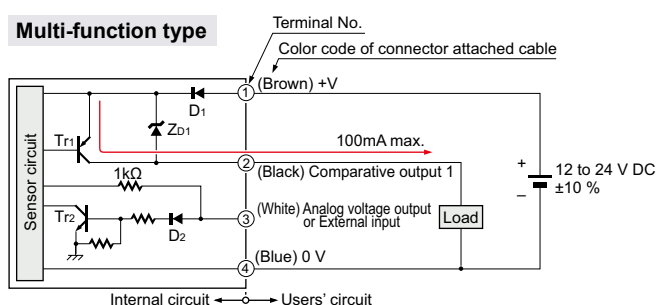 Multi-function type
Terminal No.
Color code of connector attached cable
1 (Brown) +V
D1
ZD1
Tr1
100mA max.
2
(Black) Comparative output 1
1kΩ
Sensor circuit
Tr2
D2
3 (White) Analog voltage output
or External input
Load
+
–
12 to 24 V DC
±10 %
(Blue) 0 V
4
Internal circuit
Users' circuit